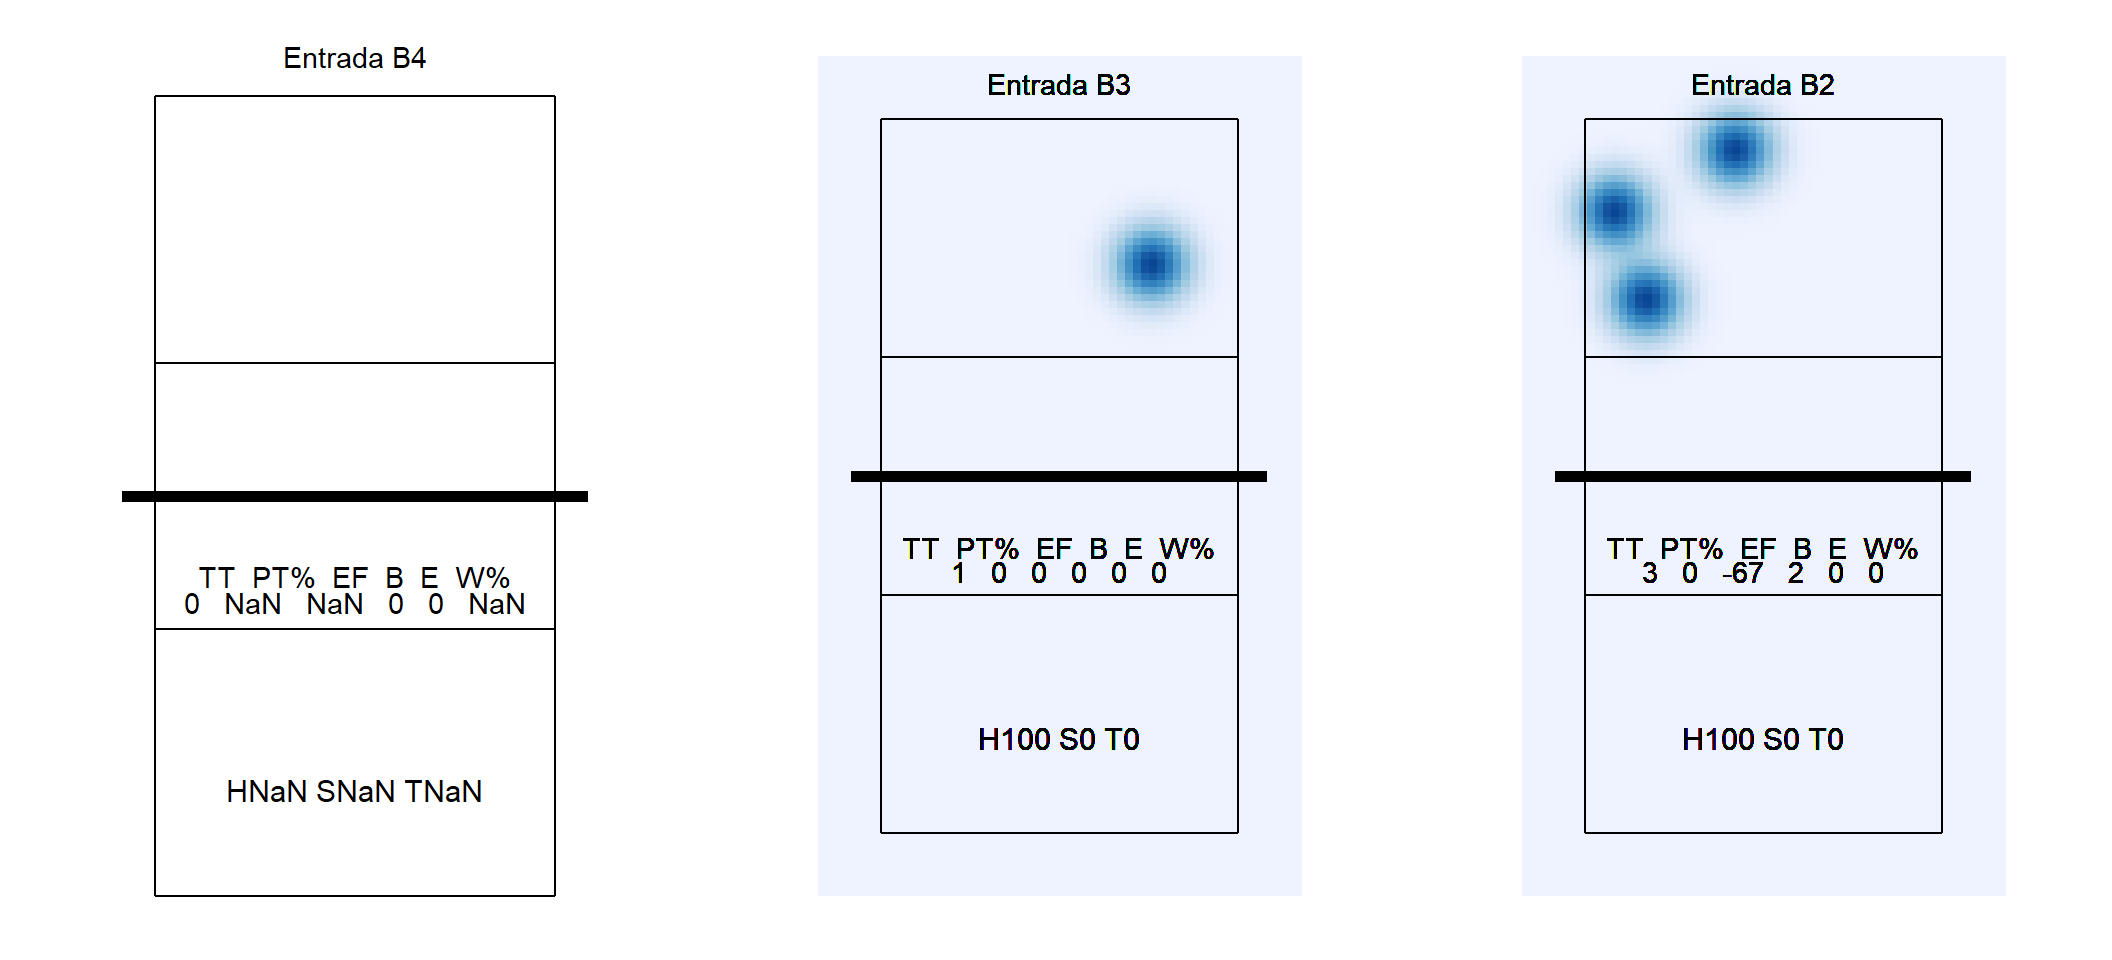 Entrada B4
TT PT% EF B E W%
0 NaN NaN 0 0 NaN
HNaN SNaN TNaN
Entrada B3
TT PT% EF B E W%
1 0 0 0 0 0
H100 S0 T0
Entrada B2
TT PT% EF B E W%
3 0 -67 2 0 0
H100 S0 T0